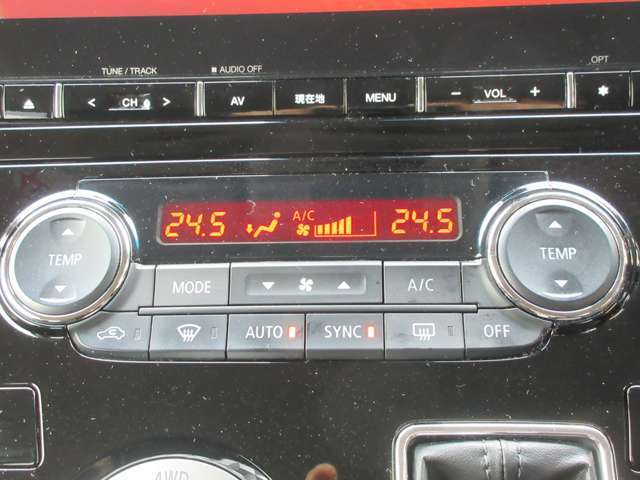 TUNE / TRACK
AUDIO OFF
OPT
< CH >
AV
現在地
MENU
- VOL +
*
24.5
A/C
24.5
TEMP
TEMP
MODE
A/C
AUTO
SYNC
OFF
4WD